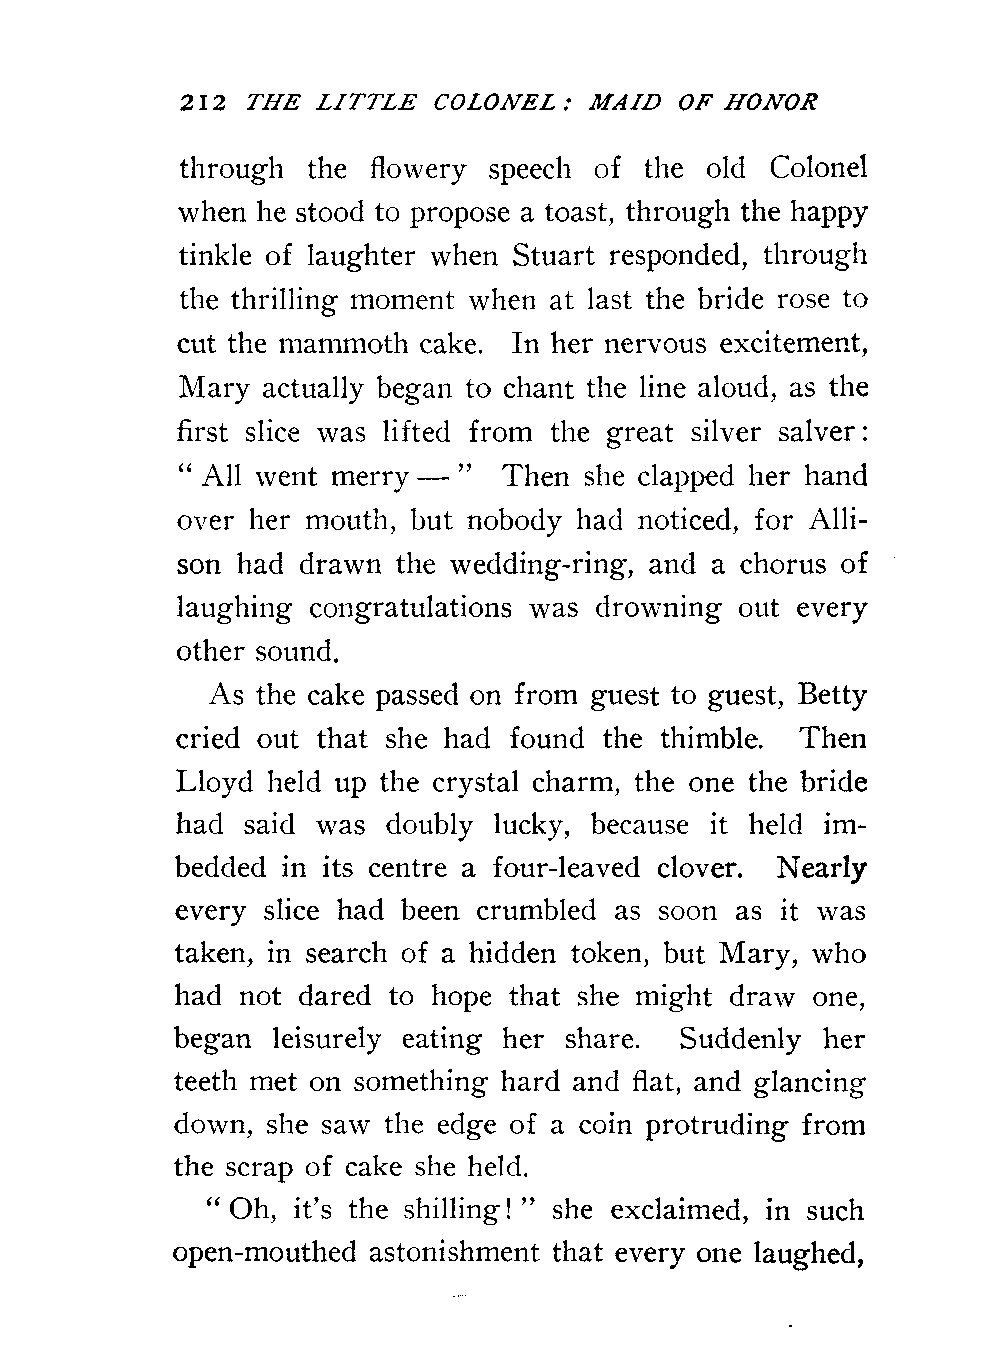 212 THE LITTLE COLONEL: MAID OF HONOR
through the flowery speech of the old Colonel
when he stood to propose a toast, through the happy
tinkle of laughter when Stuart responded, through
the thrilling moment when at last the bride rose to
cut the mammoth cake. In her nervous excitement,
Mary actually began to chant the line aloud, as the
first slice was lifted from the great silver salver:
“ All went merry — ” Then she clapped her hand
over her mouth, but nobody had noticed, for Alli-
son had drawn the wedding-ring, and a chorus of
laughing congratulations was drowning out every
other sound.
As the cake passed on from guest to guest, Betty
cried out that she had found the thimble. Then
Lloyd held up the crystal charm, the one the bride
had said was doubly lucky, because it held im-
bedded in its centre a four-leaved clover. Nearly
every slice had been crumbled as soon as it was
taken, in search of a hidden token, but Mary, who
had not dared to hope that she might draw one,
began leisurely eating her share. Suddenly her
teeth met on something hard and flat, and glancing
down, she saw the edge of a coin protruding from
the scrap of cake she held.
“ Oh, it’s the shilling! ” she exclaimed, in such
open-mouthed astonishment that every one laughed,